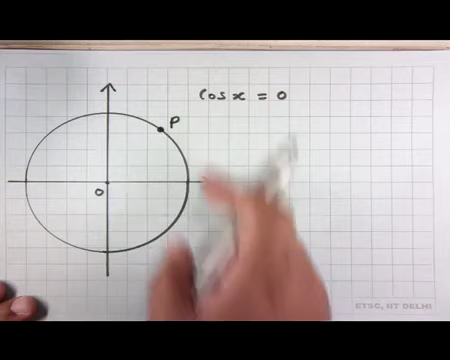 cos x = 0
P
O
ETSC, IIT DELHI